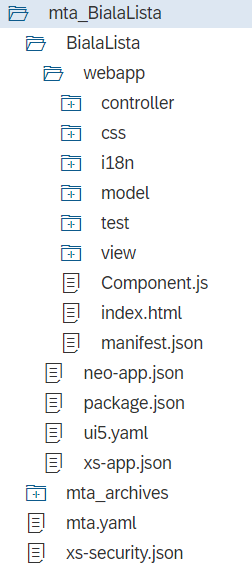 mta_BialaLista
BialaLista
webapp
controller
css
i18n
model
test
view
Component.js
index.html
manifest.json
neo-app.json
package.json
ui5.yaml
xs-app.json
mta_archives
mta.yaml
xs-security.json